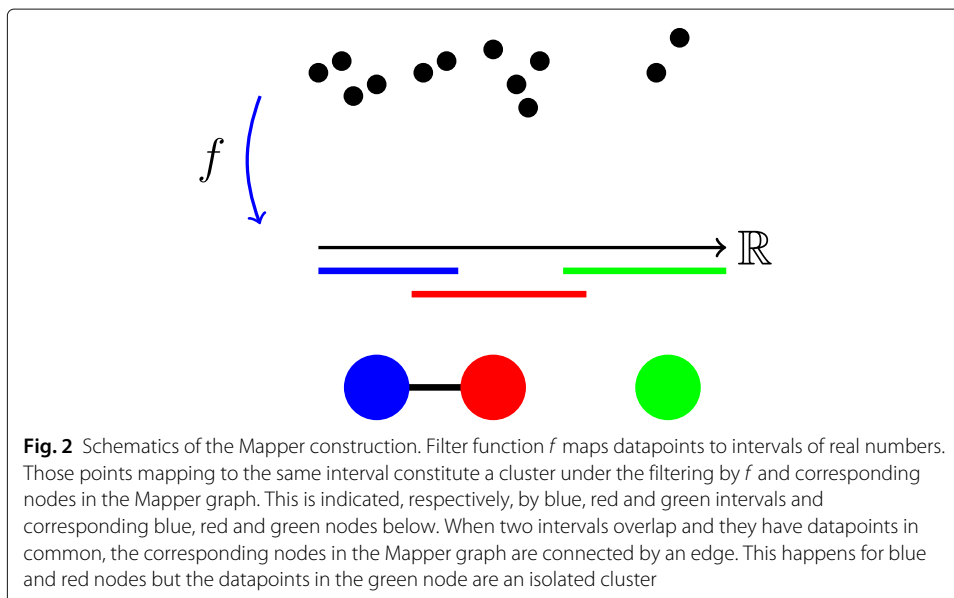 f
ℝ
Fig. 2 Schematics of the Mapper construction. Filter function f maps datapoints to intervals of real numbers.
Those points mapping to the same interval constitute a cluster under the filtering by f and corresponding
nodes in the Mapper graph. This is indicated, respectively, by blue, red and green intervals and
corresponding blue, red and green nodes below. When two intervals overlap and they have datapoints in
common, the corresponding nodes in the Mapper graph are connected by an edge. This happens for blue
and red nodes but the datapoints in the green node are an isolated cluster